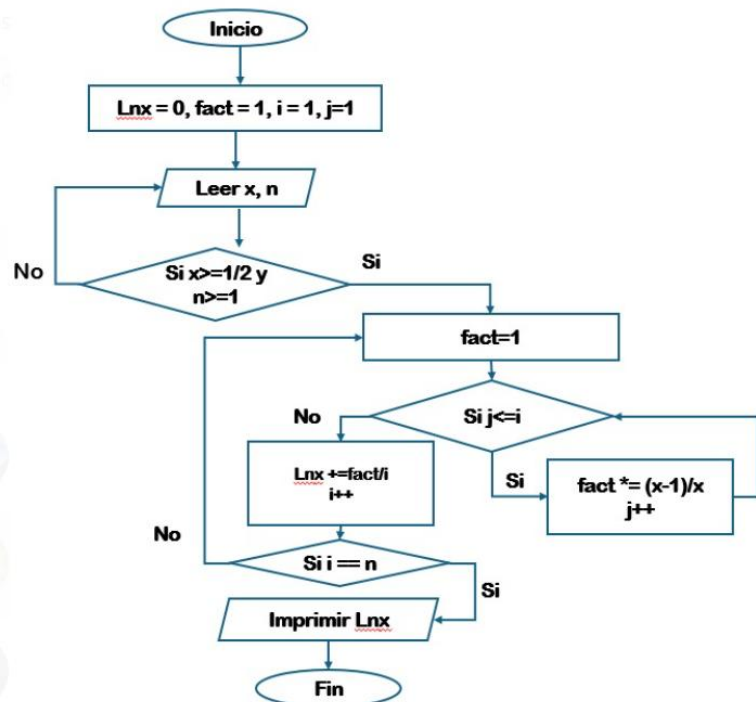 Inicio
Lnx = 0, fact = 1, i = 1, j=1
Leer x, n
No
Si x>=1/2 y
n>=1
Si
fact=1
Si j<=i
No
Lnx +=fact/i
i++
Si
fact *= (x-1)/x
j++
No
Si i == n
Si
Imprimir Lnx
Fin